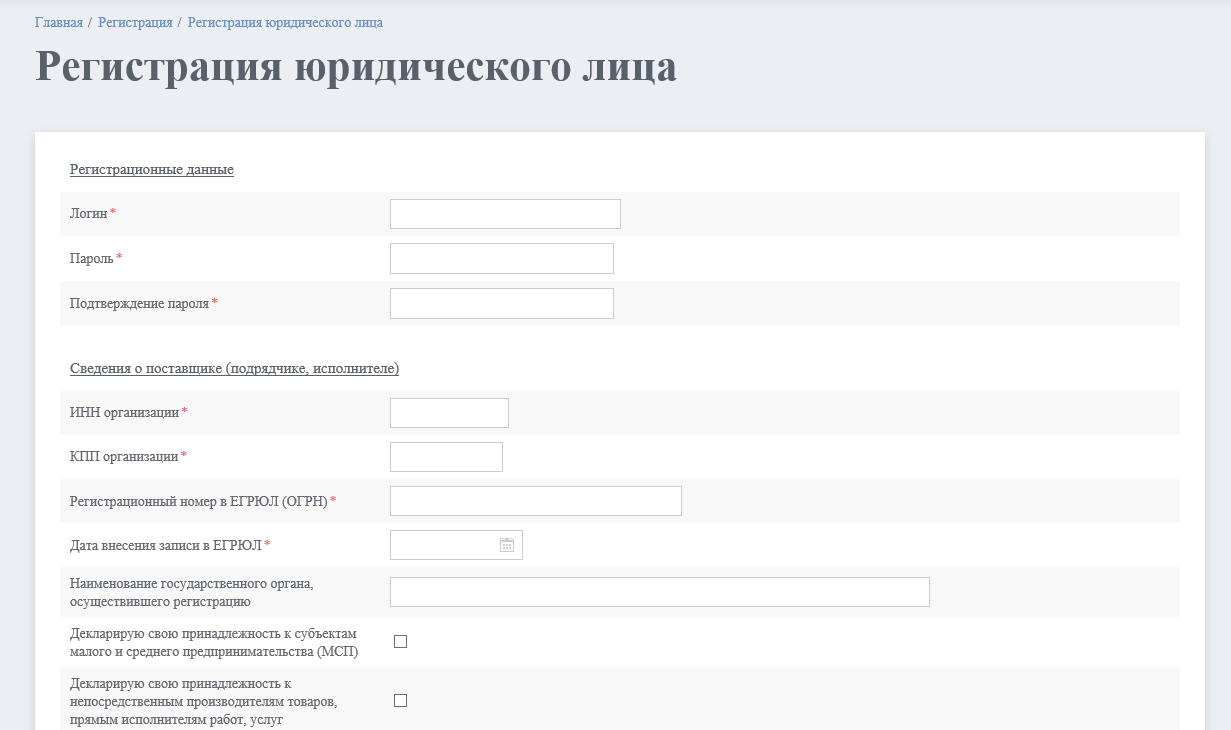 Главная / Регистрация / Регистрация юридического лица
Регистрация юридического лица
Регистрационные данные
Логин *
Пароль *
Подтверждение пароля *
Сведения о поставщике (подрядчике, исполнителе)
ИНН организации *
КПП организации *
Регистрационный номер в ЕГРЮЛ (ОГРН) *
Дата внесения записи в ЕГРЮЛ *
Наименование государственного органа,
осуществившего регистрацию
Декларирую свою принадлежность к субъектам
малого и среднего предпринимательства (МСП)
Декларирую свою принадлежность к
непосредственным производителям товаров,
прямым исполнителям работ, услуг